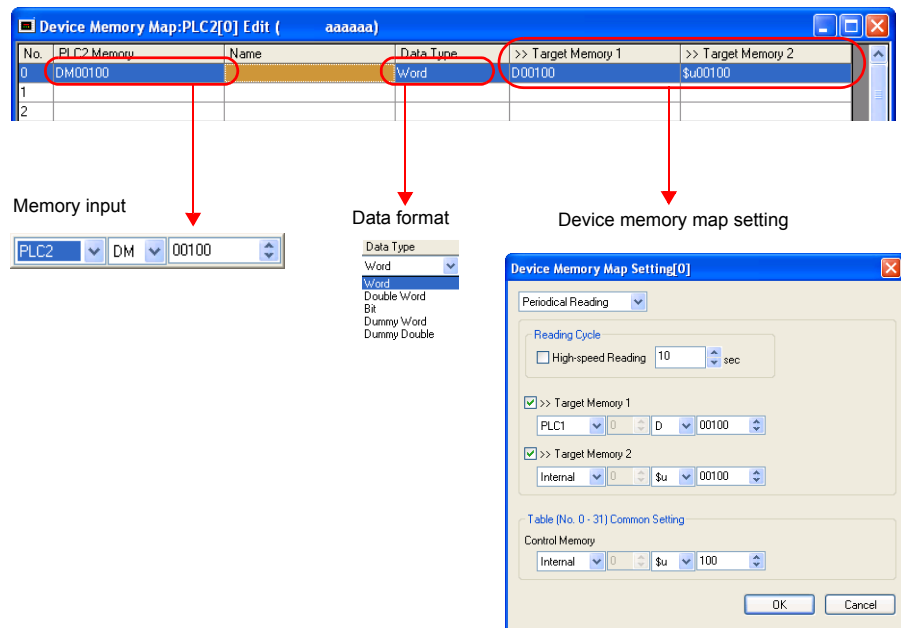 Device Memory Map:PLC2[0] Edit ( aaaaaa)
No. PLC2 Memory Name Data Type >> Target Memory 1 >> Target Memory 2
0 DM00100 Word D00100 $u00100
1
2
Memory input
Data format
Device memory map setting
PLC2 DM 00100
Data Type
Word
Word
Double Word
Bit
Dummy Word
Dummy Double
Device Memory Map Setting[0]
Periodical Reading
Reading Cycle
High-speed Reading 10 sec
>> Target Memory 1
PLC1 0 D 00100
>> Target Memory 2
Internal 0 $u 00100
Table (No. 0 - 31) Common Setting
Control Memory
Internal 0 $u 100
OK Cancel